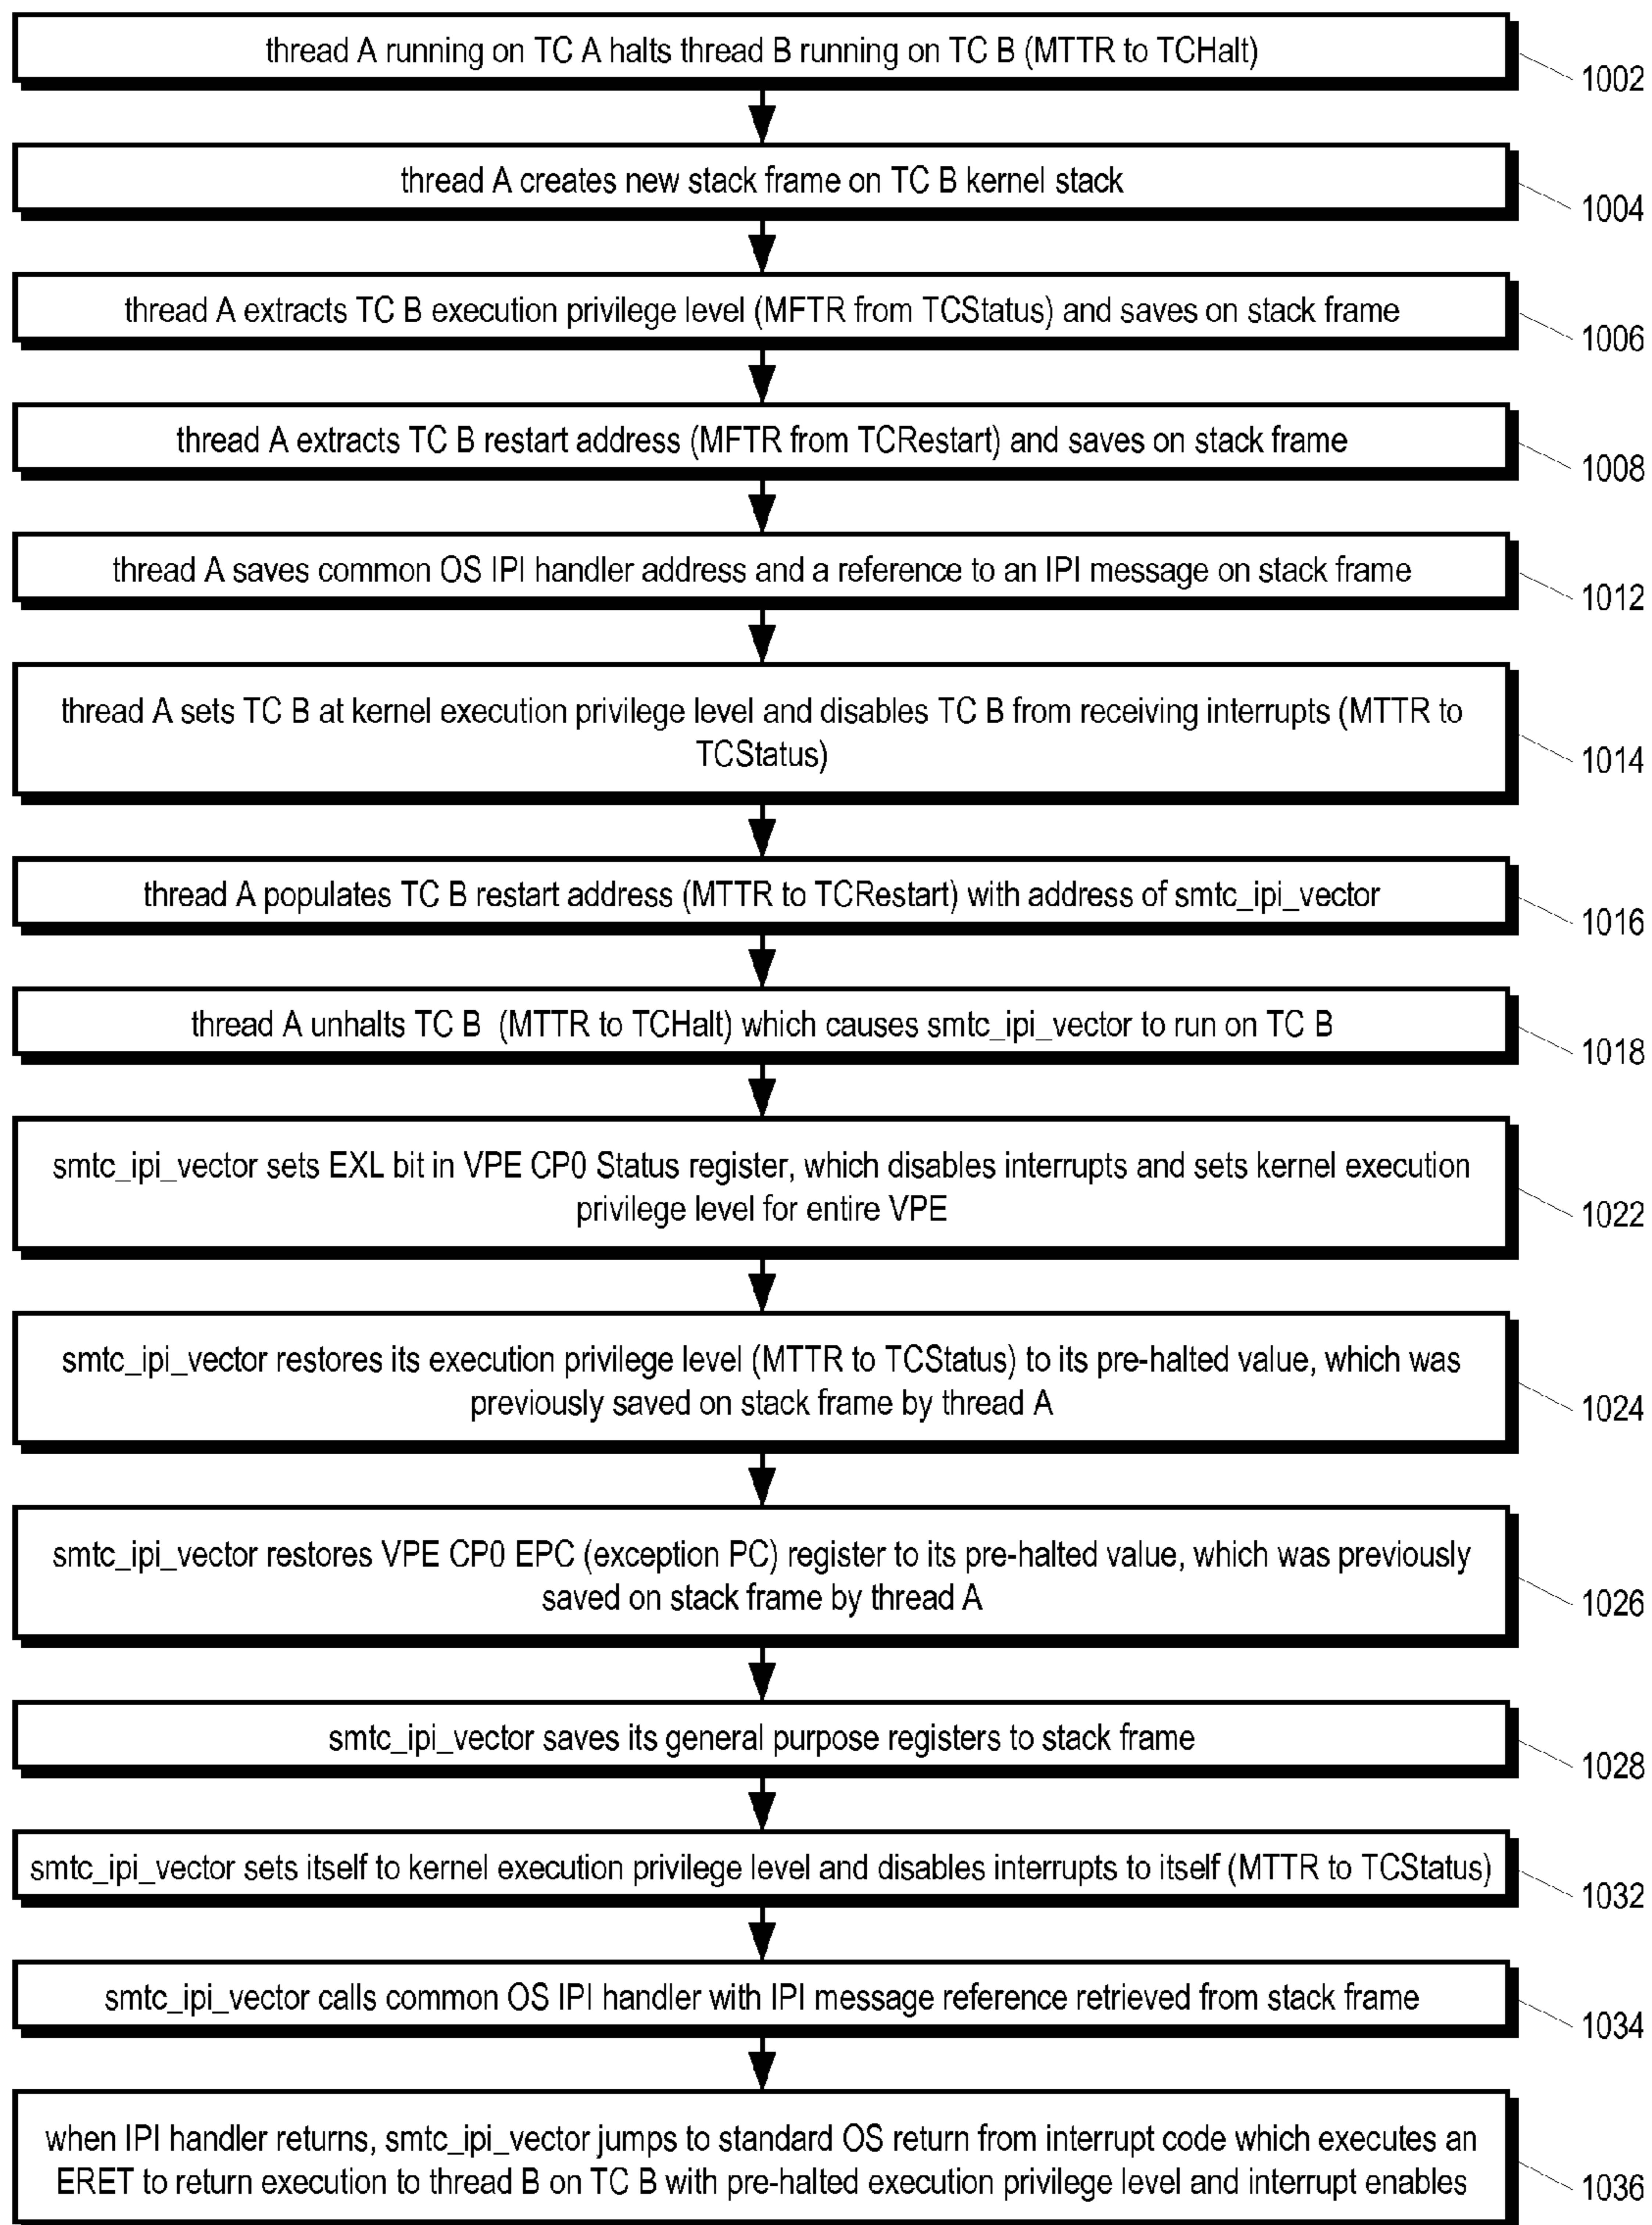 thread A running on TC A halts thread B running on TC B (MTTR to TCHalt)
1002
thread A creates new stack frame on TC B kernel stack
1004
thread A extracts TC B execution privilege level (MFTR from TCStatus) and saves on stack frame
1006
thread A extracts TC B restart address (MFTR from TCRestart) and saves on stack frame
1008
thread A saves common OS IPI handler address and a reference to an IPI message on stack frame
1012
thread A sets TC B at kernel execution privilege level and disables TC B from receiving interrupts (MTTR to
TCStatus)
1014
thread A populates TC B restart address (MTTR to TCRestart) with address of smtc_ipi_vector
1016
thread A unhalts TC B (MTTR to TCHalt) which causes smtc_ipi_vector to run on TC B
1018
smtc_ipi_vector sets EXL bit in VPE CP0 Status register, which disables interrupts and sets kernel execution
privilege level for entire VPE
1022
smtc_ipi_vector restores its execution privilege level (MTTR to TCStatus) to its pre-halted value, which was
previously saved on stack frame by thread A
1024
smtc_ipi_vector restores VPE CP0 EPC (exception PC) register to its pre-halted value, which was previously
saved on stack frame by thread A
1026
smtc_ipi_vector saves its general purpose registers to stack frame
1028
smtc_ipi_vector sets itself to kernel execution privilege level and disables interrupts to itself (MTTR to TCStatus)
1032
smtc_ipi_vector calls common OS IPI handler with IPI message reference retrieved from stack frame
1034
when IPI handler returns, smtc_ipi_vector jumps to standard OS return from interrupt code which executes an
ERET to return execution to thread B on TC B with pre-halted execution privilege level and interrupt enables
1036